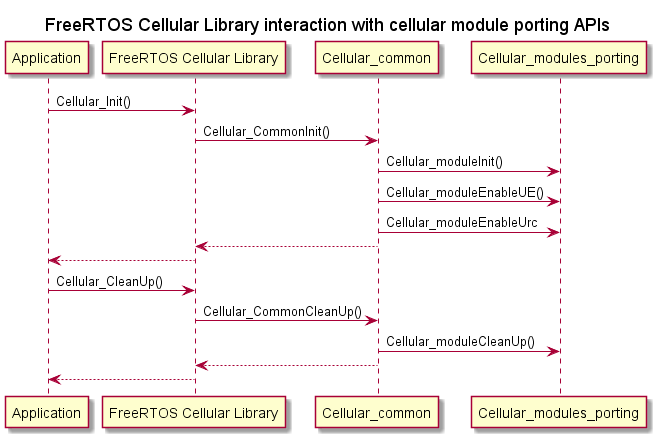 FreeRTOS Cellular Library interaction with cellular module porting APIs
Application FreeRTOS Cellular Library Cellular_common Cellular_modules_porting
Cellular_Init()
Cellular_CommonInit()
Cellular_moduleInit()
Cellular_moduleEnableUE()
Cellular_moduleEnableUrc
Cellular_CleanUp()
Cellular_CommonCleanUp()
Cellular_moduleCleanUp()
Application FreeRTOS Cellular Library Cellular_common Cellular_modules_porting